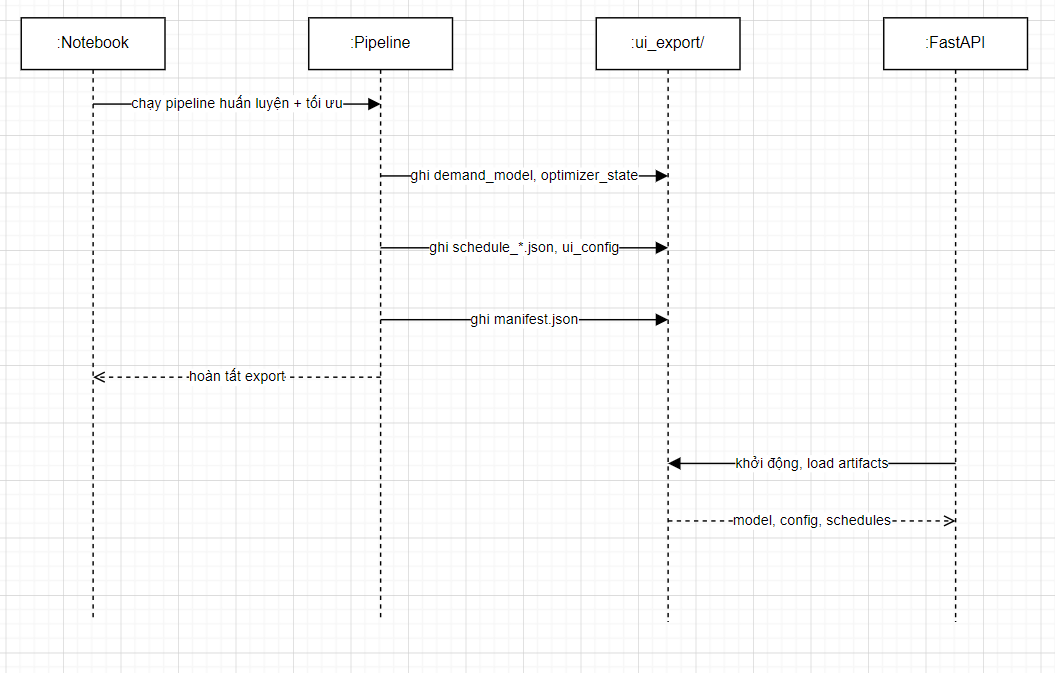 :Notebook
:Pipeline
:ui_export/
:FastAPI
chạy pipeline huấn luyện + tối ưu
ghi demand_model, optimizer_state
ghi schedule_*.json, ui_config
ghi manifest.json
hoàn tất export
khởi động, load artifacts
model, config, schedules